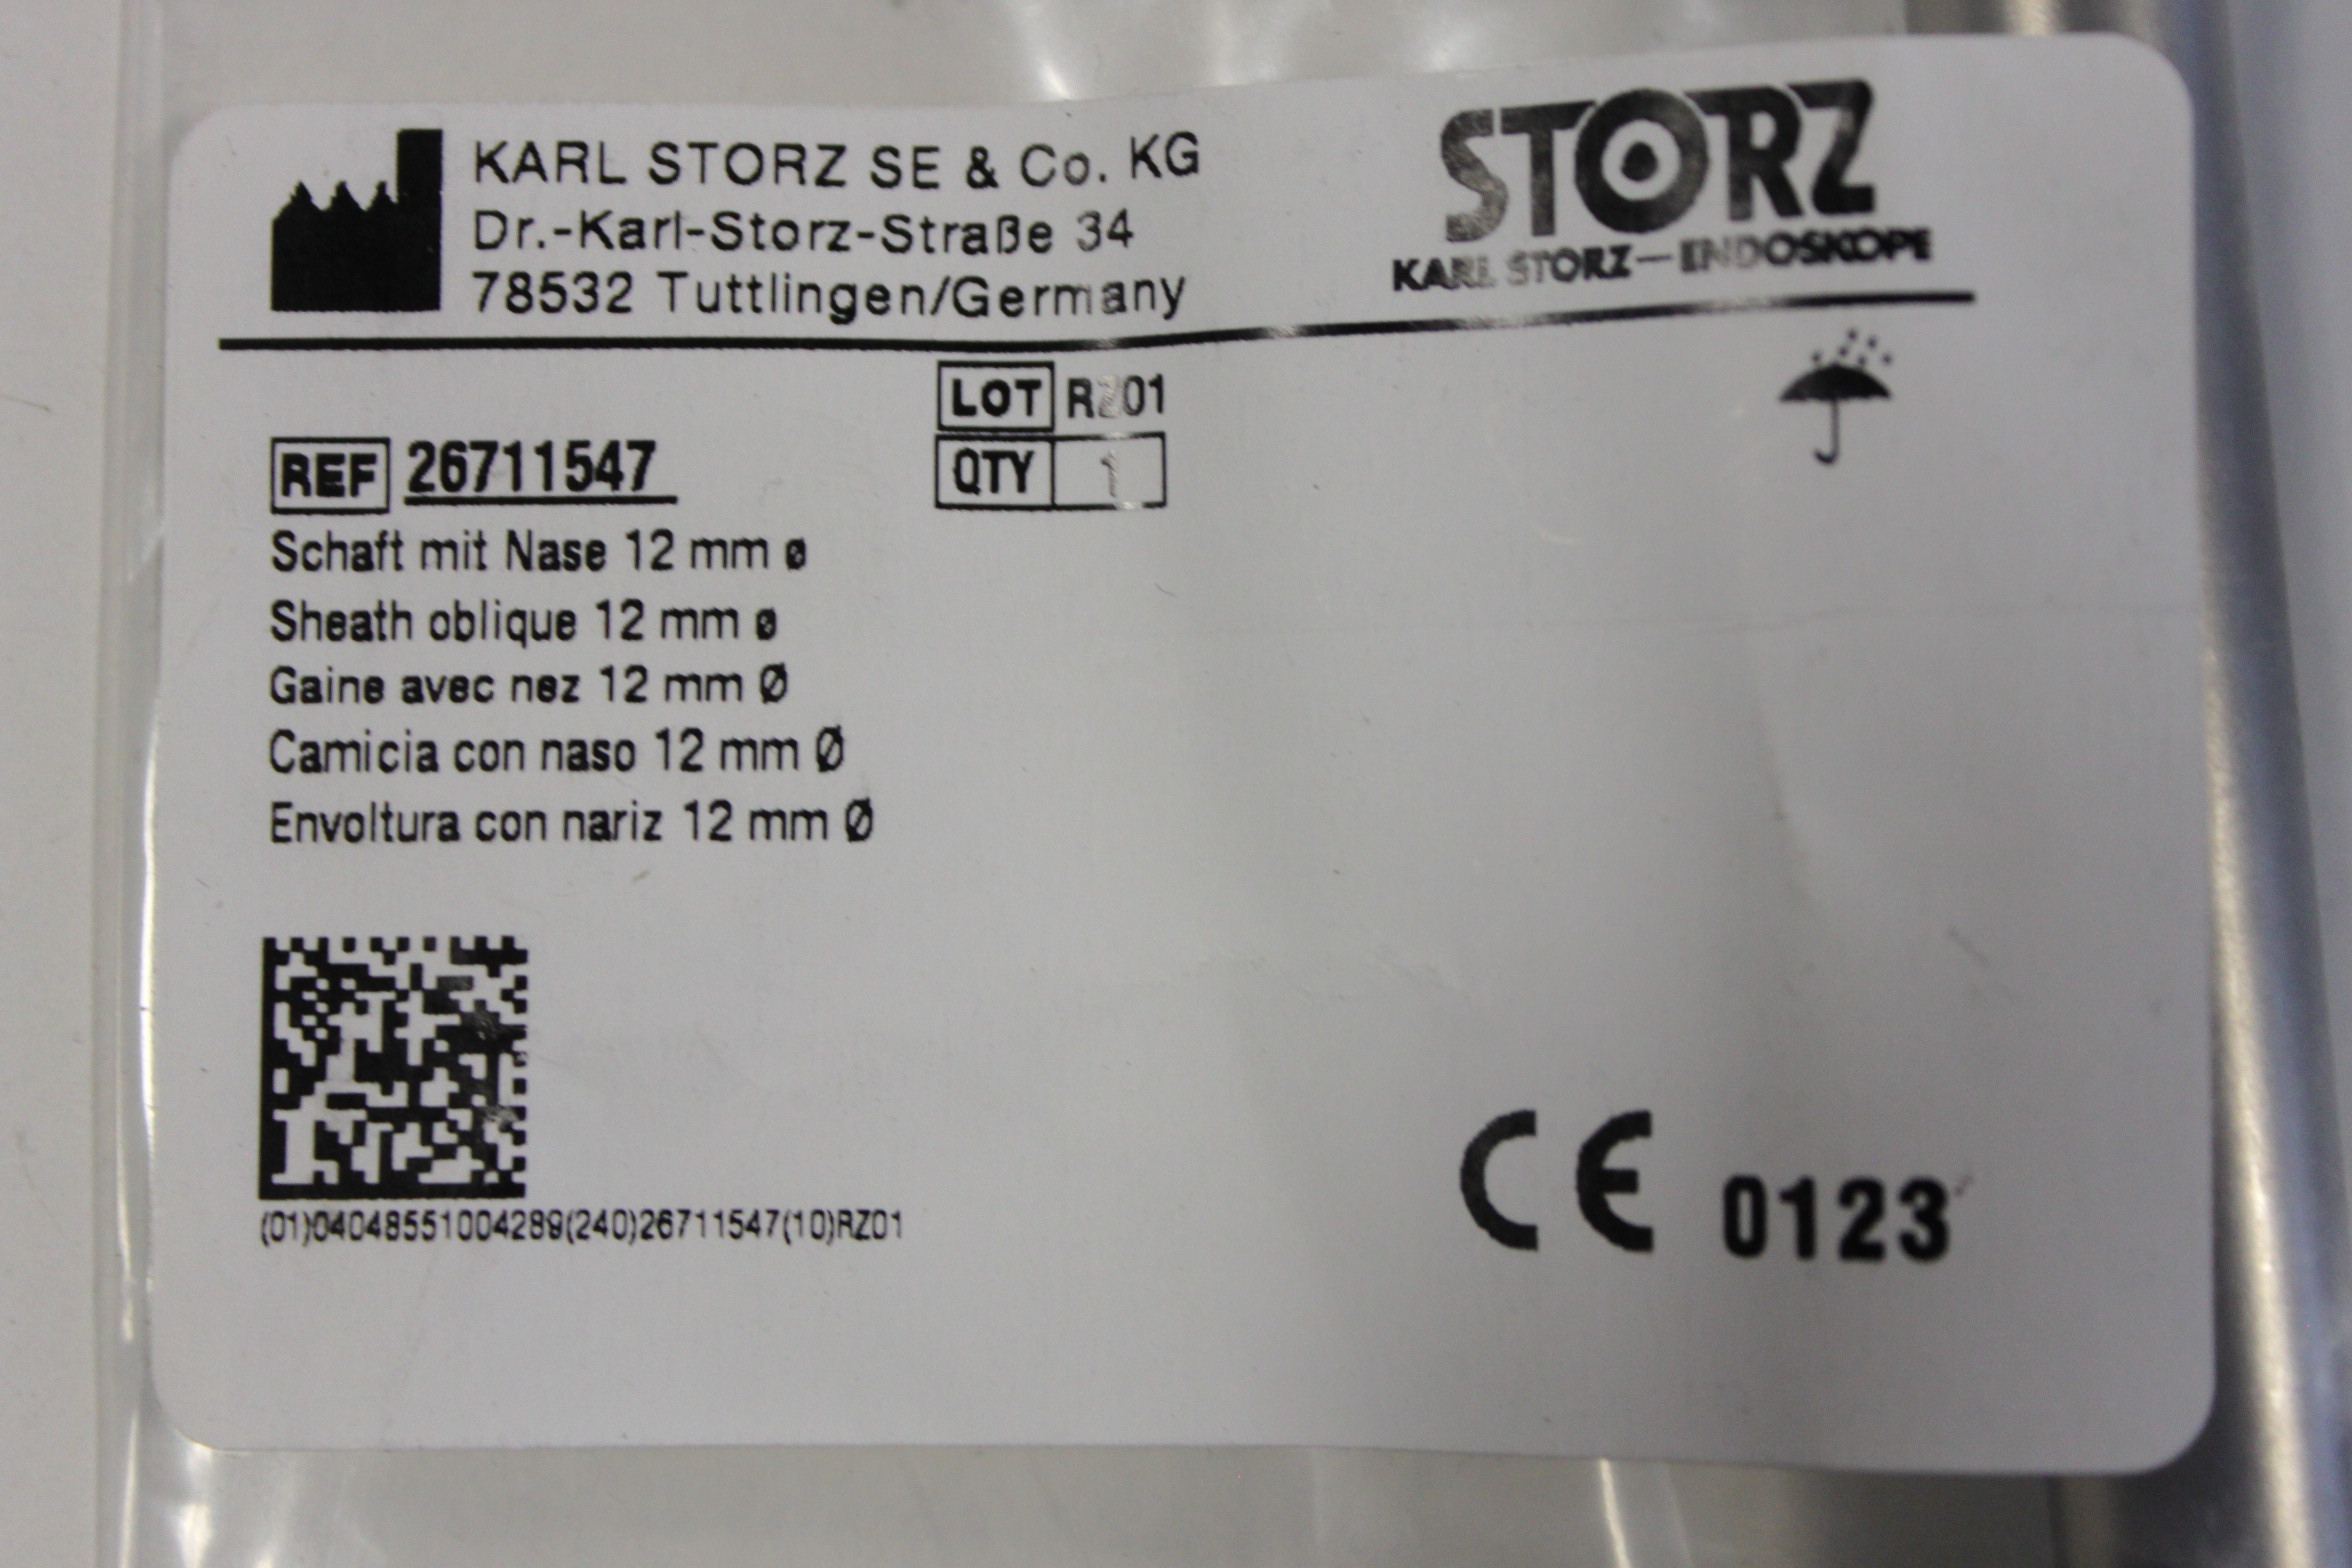 KARL STORZ SE & Co. KG
Dr.-Karl-Storz-Straße 34
78532 Tuttlingen/Germany
STORZ
KARL STORZ—ENDOSKOPE
LOT RZ01
REF 26711547
QTY 1
Schaft mit Nase 12 mm ø
Sheath oblique 12 mm ø
Gaine avec nez 12 mm Ø
Camicia con naso 12 mm Ø
Envoltura con nariz 12 mm Ø
(01)04048551004289(240)26711547(10)RZ01
CE 0123